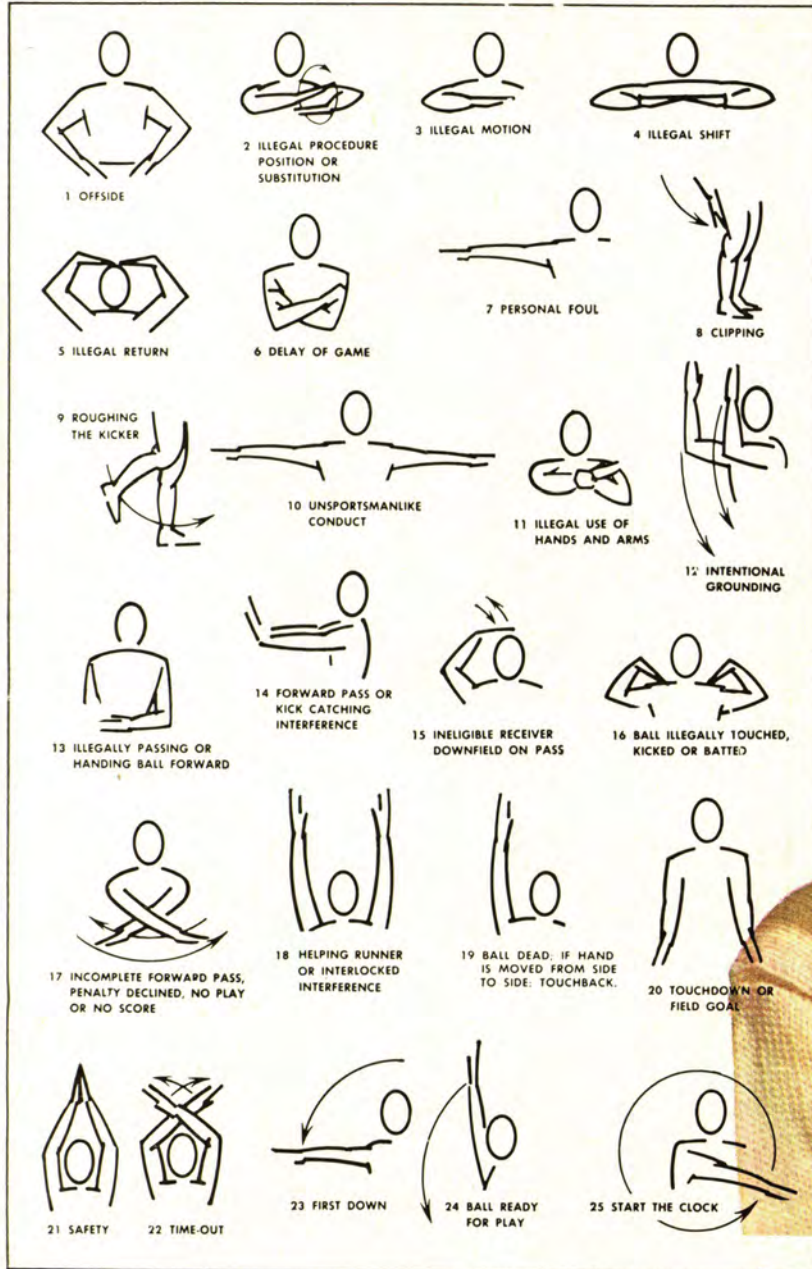 1 OFFSIDE
2 ILLEGAL PROCEDURE
POSITION OR
SUBSTITUTION
3 ILLEGAL MOTION
4 ILLEGAL SHIFT
5 ILLEGAL RETURN
6 DELAY OF GAME
7 PERSONAL FOUL
8 CLIPPING
9 ROUGHING
THE KICKER
10 UNSPORTSMANLIKE
CONDUCT
11 ILLEGAL USE OF
HANDS AND ARMS
12 INTENTIONAL
GROUNDING
13 ILLEGALLY PASSING OR
HANDING BALL FORWARD
14 FORWARD PASS OR
KICK CATCHING
INTERFERENCE
15 INELIGIBLE RECEIVER
DOWNFIELD ON PASS
16 BALL ILLEGALLY TOUCHED,
KICKED OR BATTED
17 INCOMPLETE FORWARD PASS,
PENALTY DECLINED, NO PLAY
OR NO SCORE
18 HELPING RUNNER
OR INTERLOCKED
INTERFERENCE
19 BALL DEAD; IF HAND
IS MOVED FROM SIDE
TO SIDE: TOUCHBACK.
20 TOUCHDOWN OR
FIELD GOAL
21 SAFETY
22 TIME-OUT
23 FIRST DOWN
24 BALL READY
FOR PLAY
25 START THE CLOCK